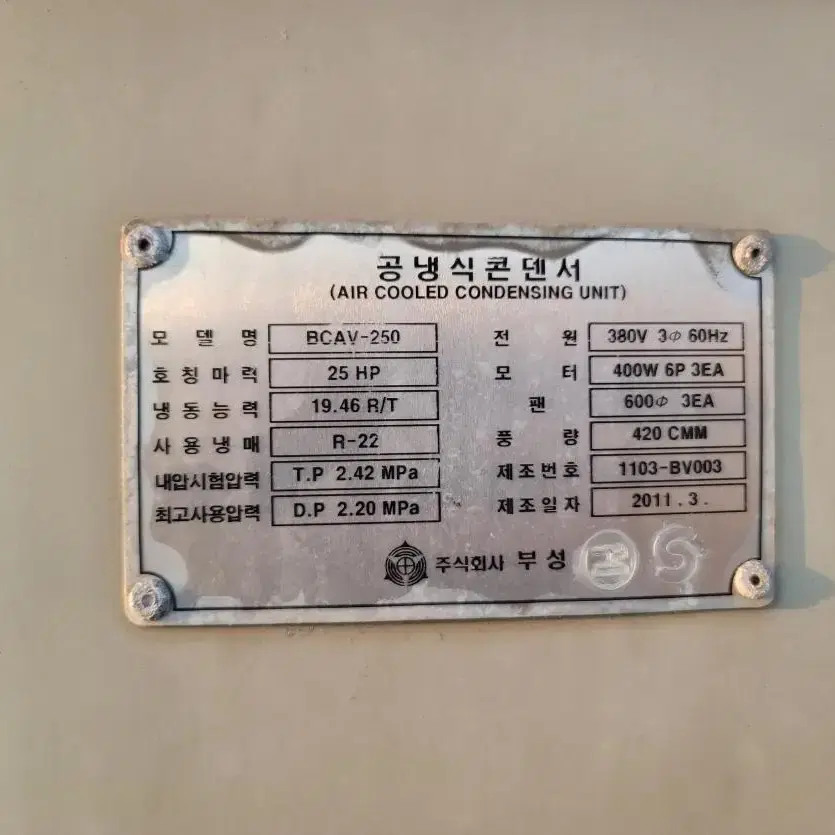 공냉식콘덴서
(AIR COOLED CONDENSING UNIT)
모델명 BCAV-250 전원 380V 3Φ 60Hz
호칭마력 25 HP 모터 400W 6P 3EA
냉동능력 19.46 R/T 팬 600Φ 3EA
사용냉매 R-22 풍량 420 CMM
내압시험압력 T.P 2.42 MPa 제조번호 1103-BV003
최고사용압력 D.P 2.20 MPa 제조일자 2011.3.
주식회사 부성